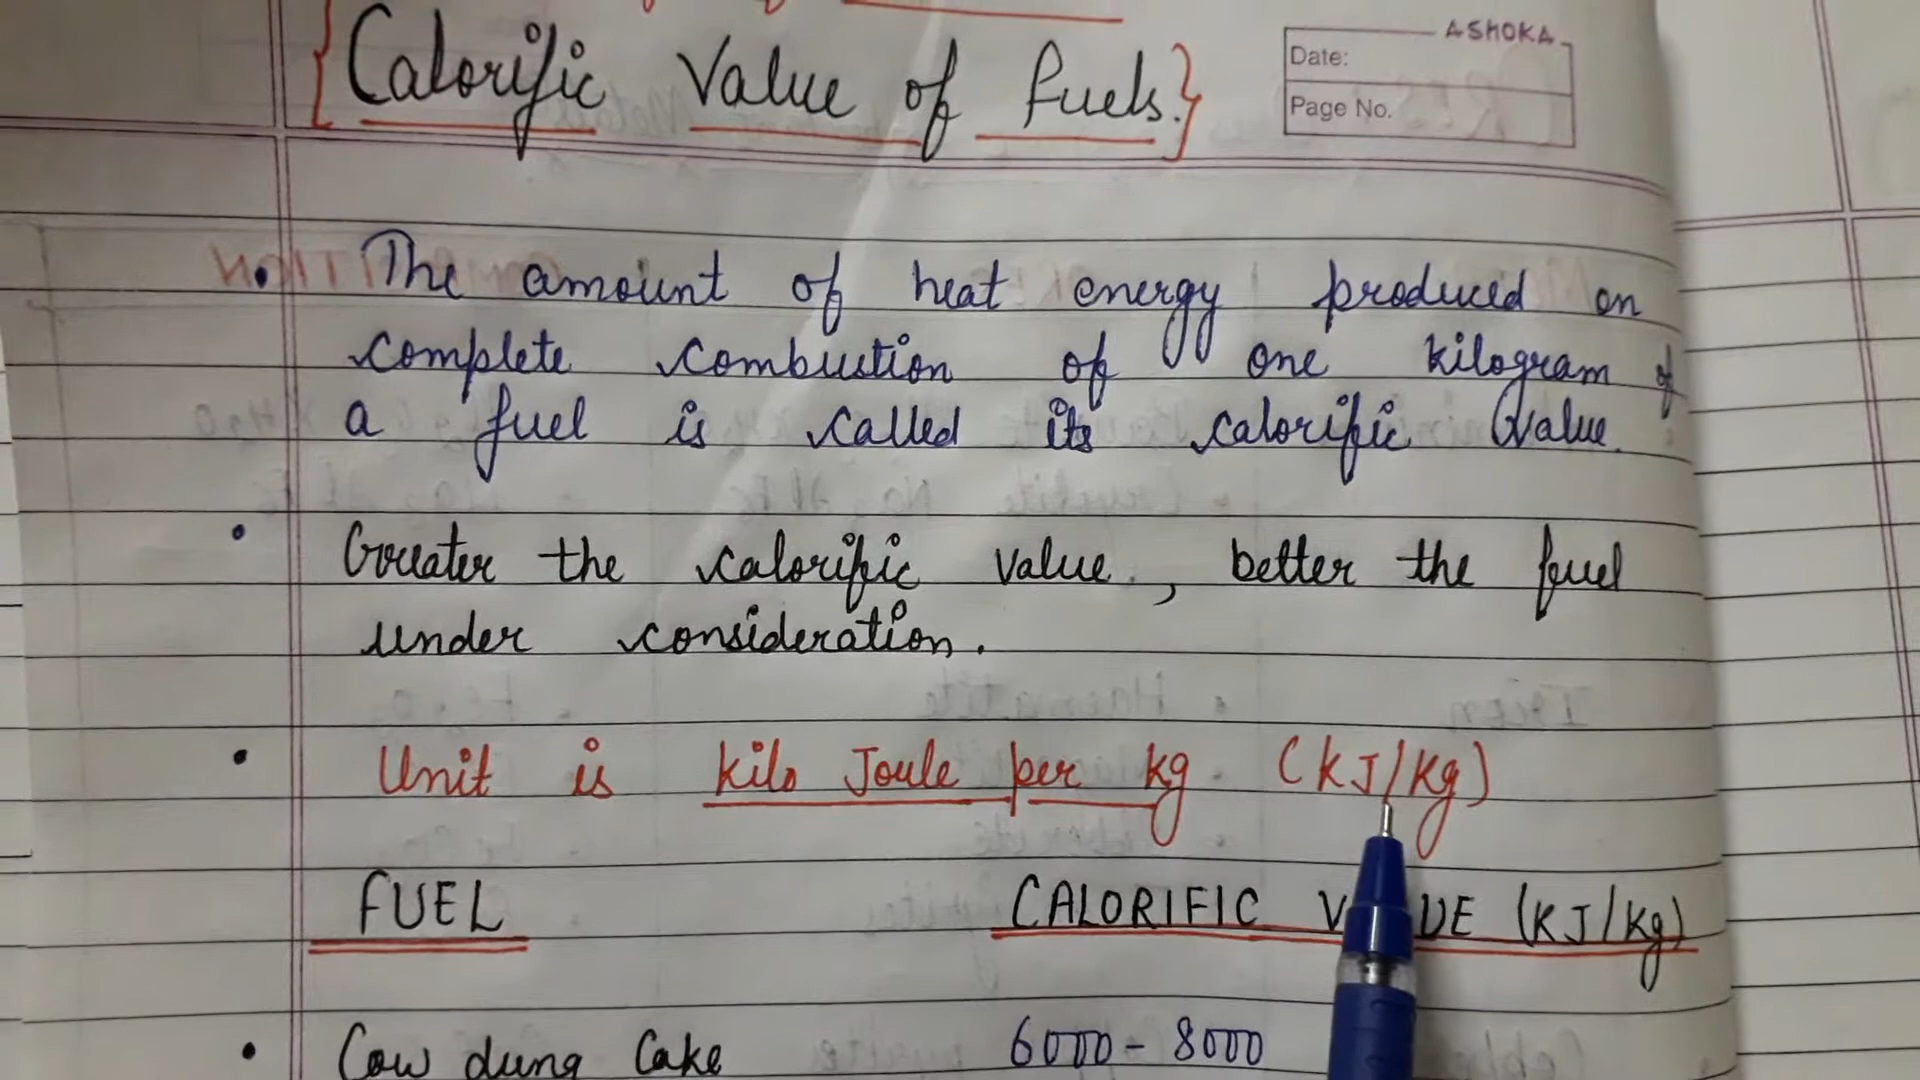 {Calorific Value of fuels.}
ASHOKA
Date:
Page No.
• The amount of heat energy produced on
complete combustion of one kilogram of
a fuel is called its calorific value.
• Greater the calorific value, better the fuel
under consideration.
• Unit is kilo Joule per kg (KJ/Kg)
FUEL CALORIFIC V UE (KJ/Kg)
• Cow dung Cake 6000 - 8000